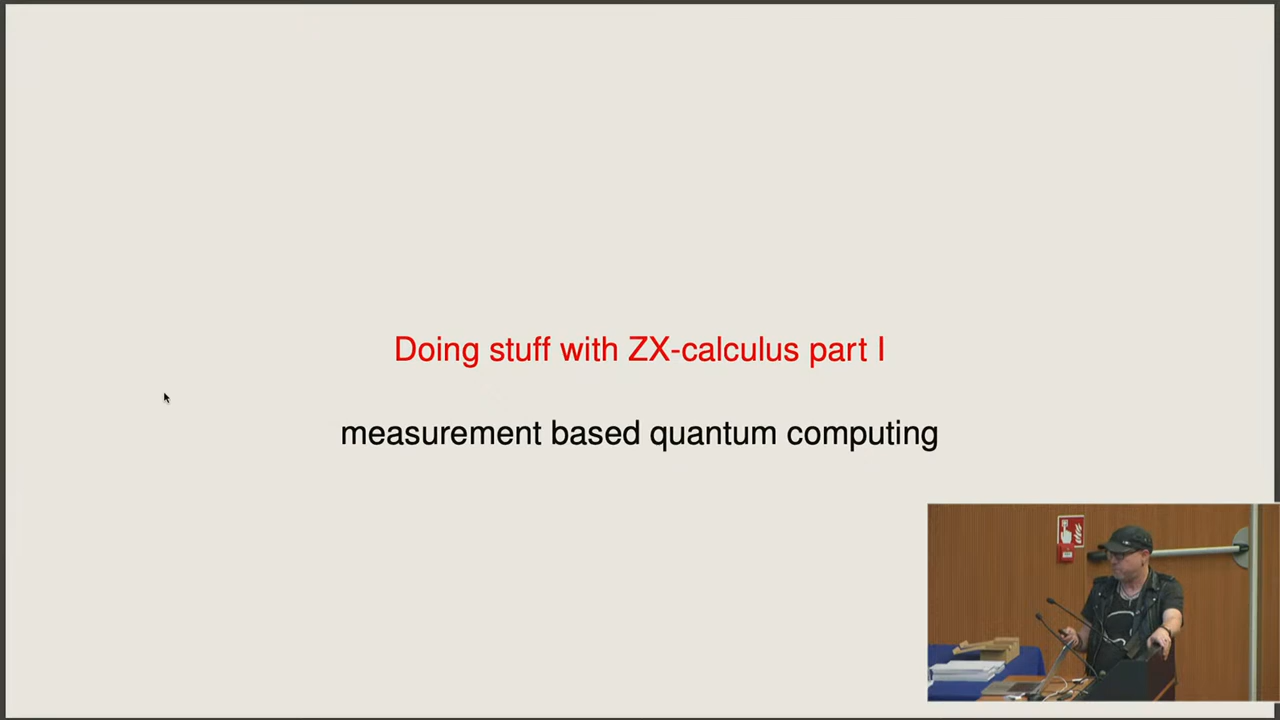 Doing stuff with ZX-calculus part I
measurement based quantum computing